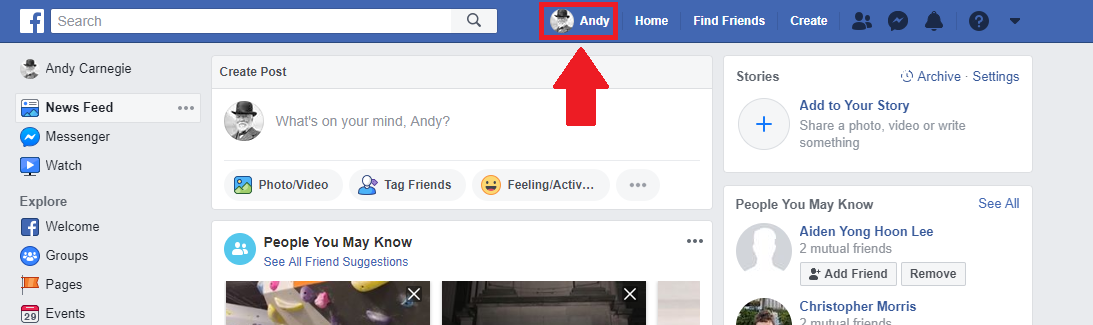 Search
Andy
Home
Find Friends
Create
Andy Carnegie
News Feed
Messenger
Watch
Explore
Welcome
Groups
Pages
29
Events
Create Post
What's on your mind, Andy?
Photo/Video
Tag Friends
Feeling/Activ…
People You May Know
See All Friend Suggestions
Stories
Archive · Settings
Add to Your Story
Share a photo, video or write
something
People You May Know
See All
Aiden Yong Hoon Lee
2 mutual friends
Add Friend
Remove
Christopher Morris
2 mutual friends